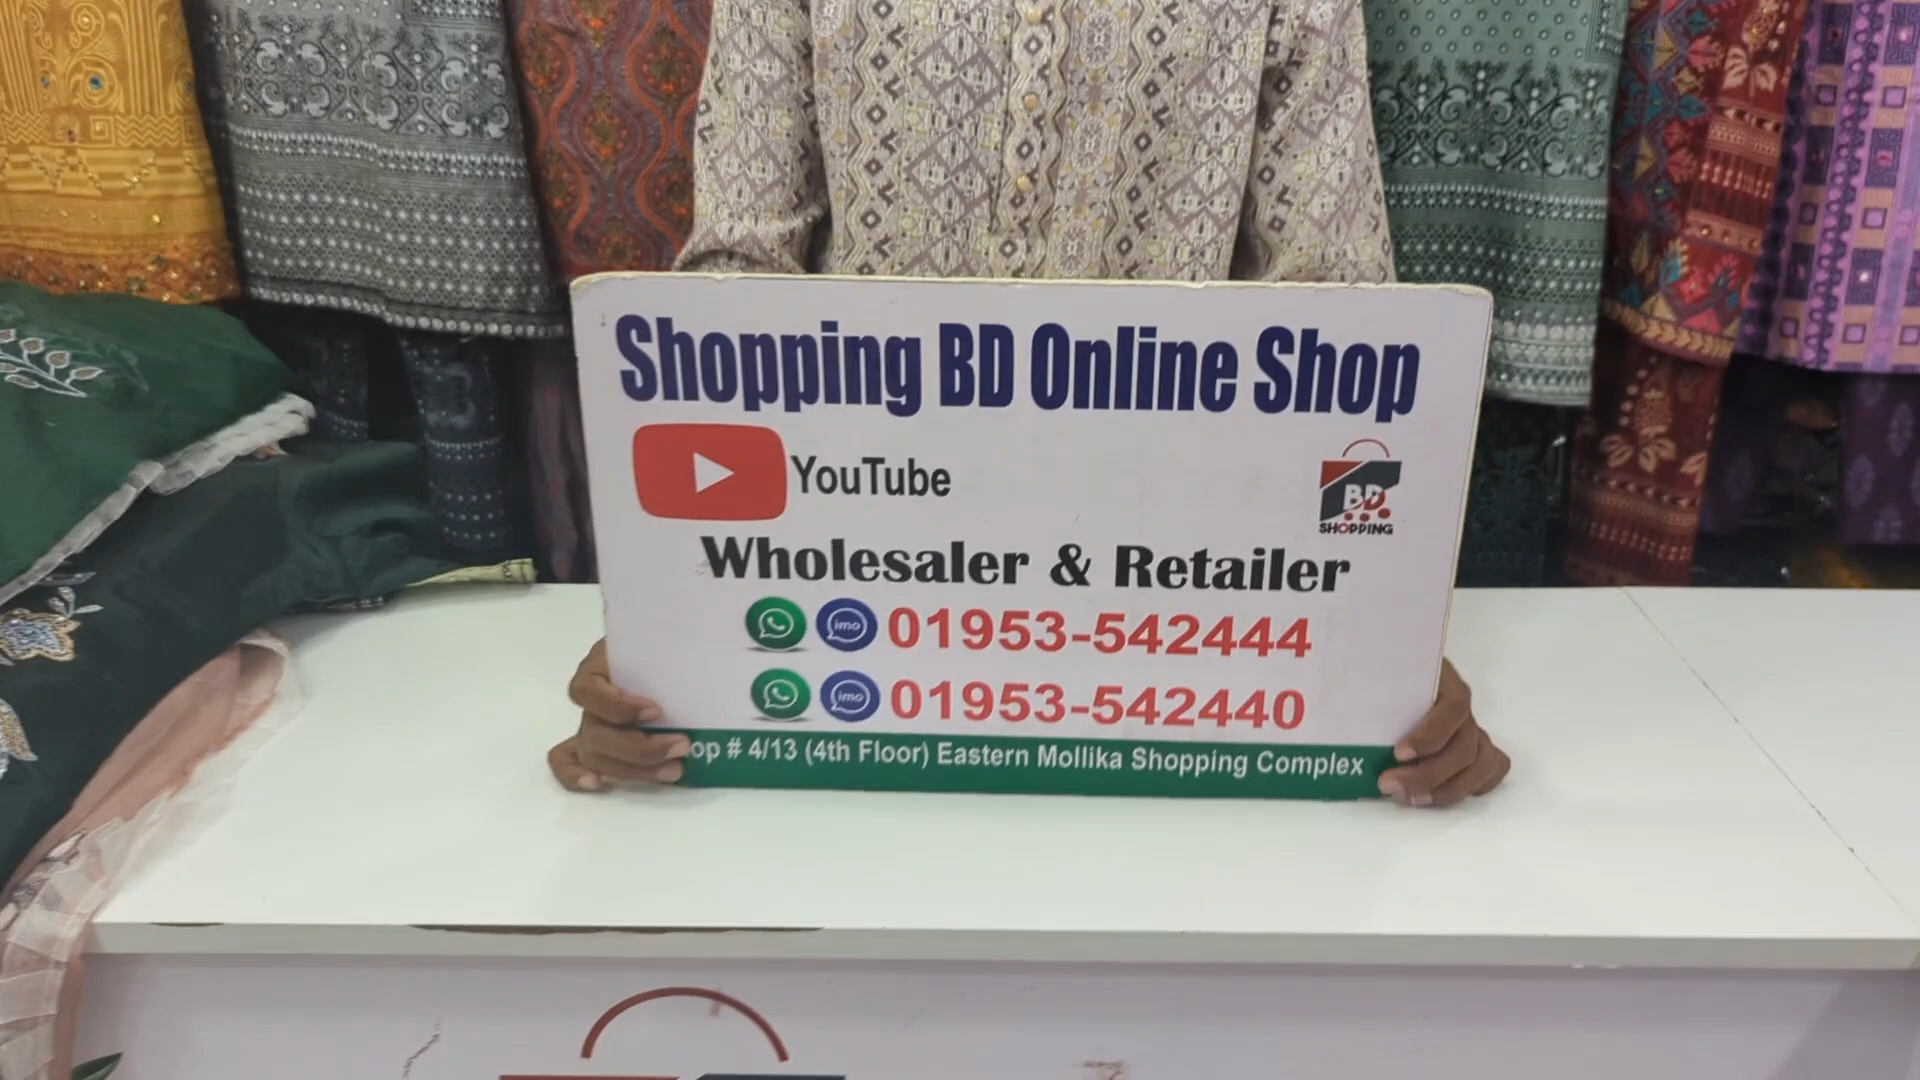 Shopping BD Online Shop
YouTube
BD
SHOPPING
Wholesaler & Retailer
imo 01953-542444
imo 01953-542440
op # 4/13 (4th Floor) Eastern Mollika Shopping Complex